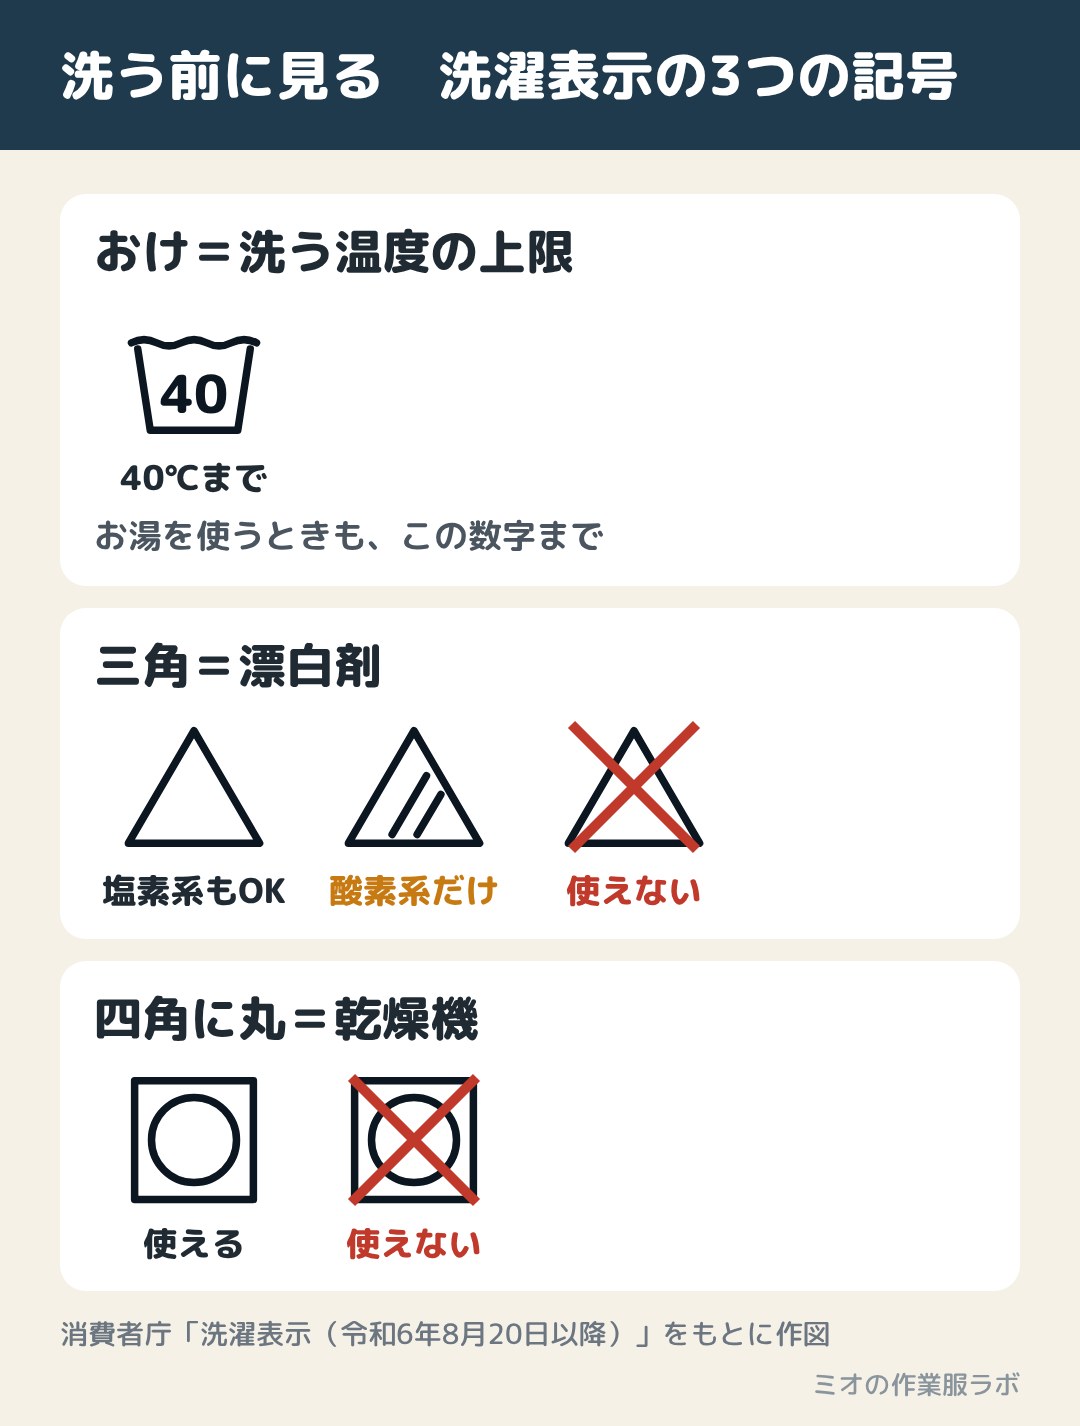 洗う前に見る　洗濯表示の3つの記号
おけ＝洗う温度の上限
40
40℃まで
お湯を使うときも、この数字まで
三角＝漂白剤
塩素系もOK
酸素系だけ
使えない
四角に丸＝乾燥機
使える
使えない
消費者庁「洗濯表示（令和6年8月20日以降）」をもとに作図
ミオの作業服ラボ